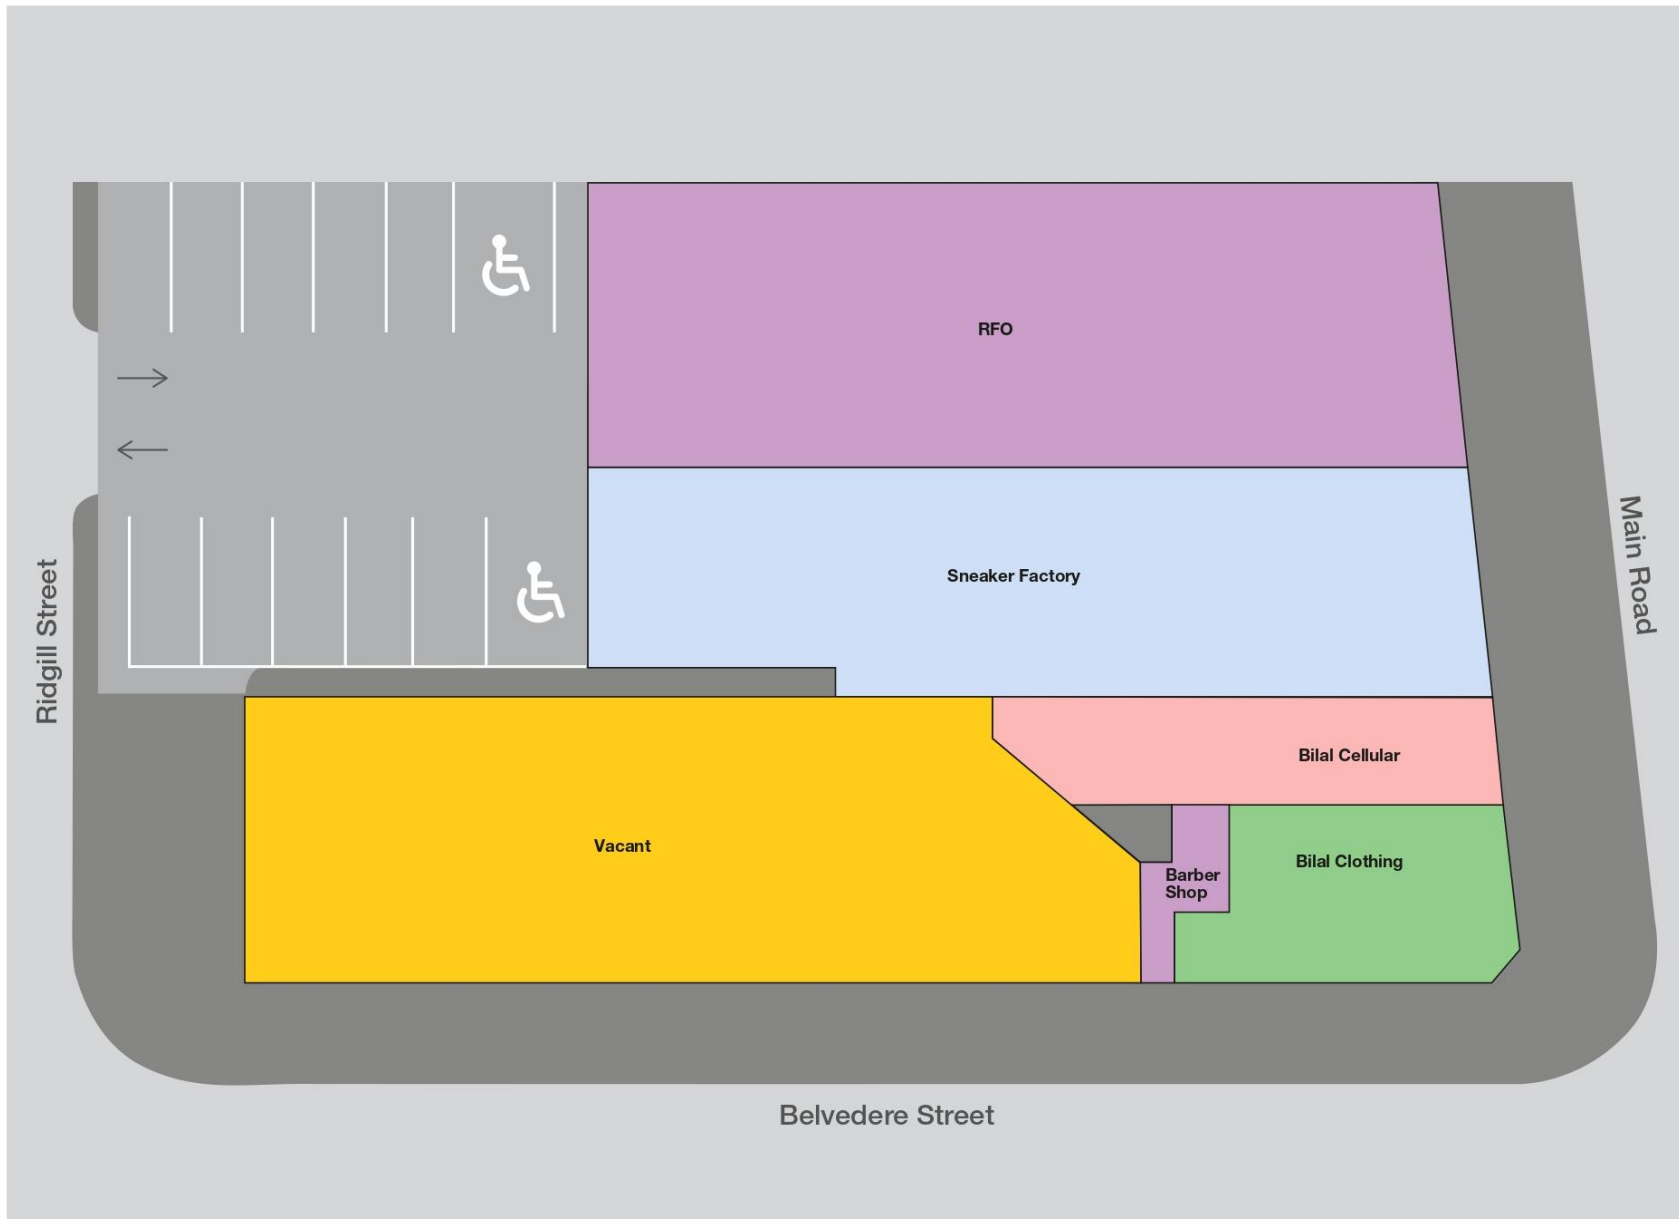 RFO
Main Road
Sneaker Factory
Ridgill Street
Bilal Cellular
Vacant
Bilal Clothing
Barber
Shop
Belvedere Street